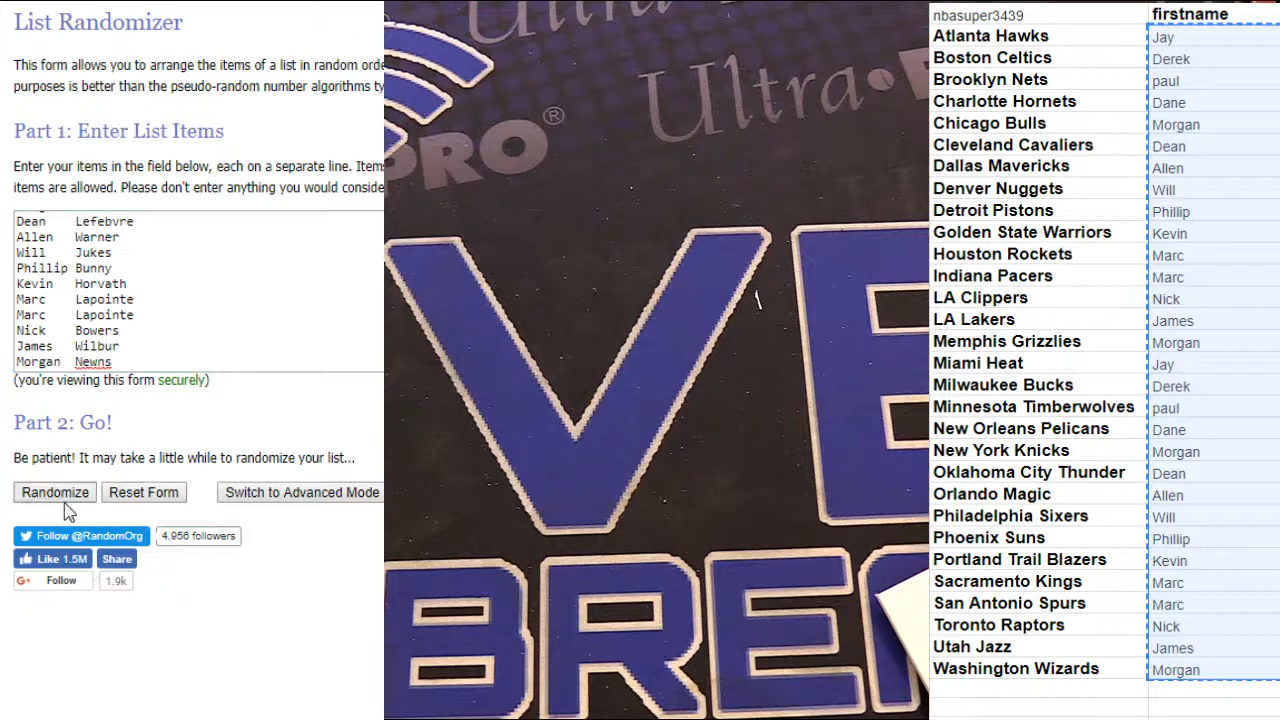 List Randomizer
This form allows you to arrange the items of a list in random orde
purposes is better than the pseudo-random number algorithms ty
Part 1: Enter List Items
Enter your items in the field below, each on a separate line. Item
items are allowed. Please don't enter anything you would conside
Dean Lefebvre
Allen Warner
Will Jukes
Phillip Bunny
Kevin Horvath
Marc Lapointe
Marc Lapointe
Nick Bowers
James Wilbur
Morgan Newns
(you're viewing this form securely)
Part 2: Go!
Be patient! It may take a little while to randomize your list...
Randomize Reset Form Switch to Advanced Mode
Follow @RandomOrg 4,956 followers
Like 1.5M Share
G+ Follow 1.9k
Ultra
Ultra
PRO®
VE
BRE
nbasuper3439 firstname
Atlanta Hawks Jay
Boston Celtics Derek
Brooklyn Nets paul
Charlotte Hornets Dane
Chicago Bulls Morgan
Cleveland Cavaliers Dean
Dallas Mavericks Allen
Denver Nuggets Will
Detroit Pistons Phillip
Golden State Warriors Kevin
Houston Rockets Marc
Indiana Pacers Marc
LA Clippers Nick
LA Lakers James
Memphis Grizzlies Morgan
Miami Heat Jay
Milwaukee Bucks Derek
Minnesota Timberwolves paul
New Orleans Pelicans Dane
New York Knicks Morgan
Oklahoma City Thunder Dean
Orlando Magic Allen
Philadelphia Sixers Will
Phoenix Suns Phillip
Portland Trail Blazers Kevin
Sacramento Kings Marc
San Antonio Spurs Marc
Toronto Raptors Nick
Utah Jazz James
Washington Wizards Morgan